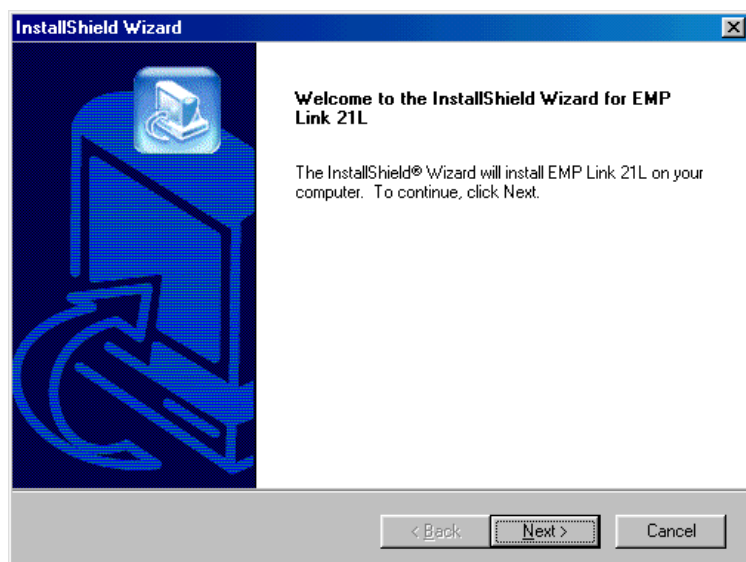 InstallShield Wizard
Welcome to the InstallShield Wizard for EMP
Link 21L
The InstallShield® Wizard will install EMP Link 21L on your
computer. To continue, click Next.
< Back
Next >
Cancel